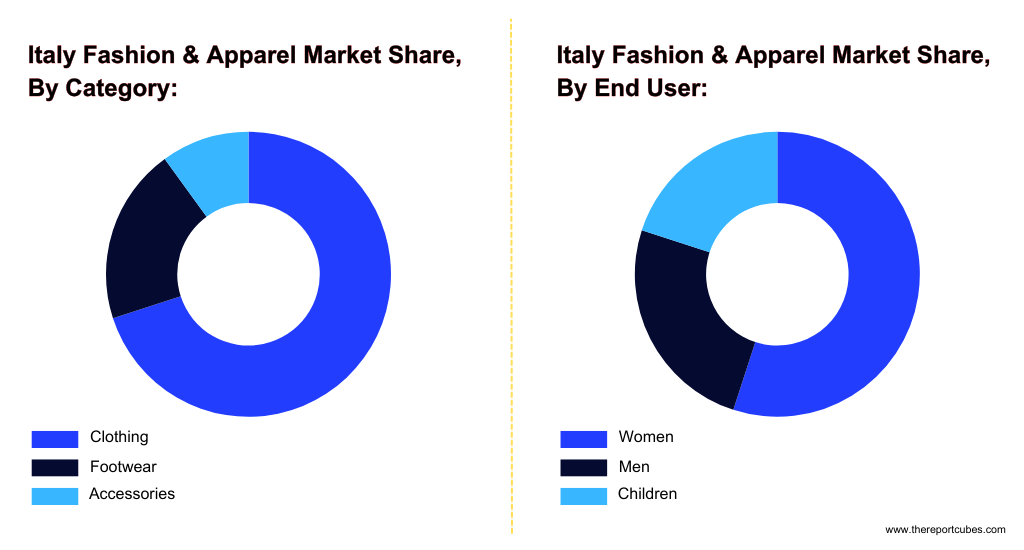 Italy Fashion & Apparel Market Share,
By Category:
Clothing
Footwear
Accessories
Italy Fashion & Apparel Market Share,
By End User:
Women
Men
Children
www.thereportcubes.com